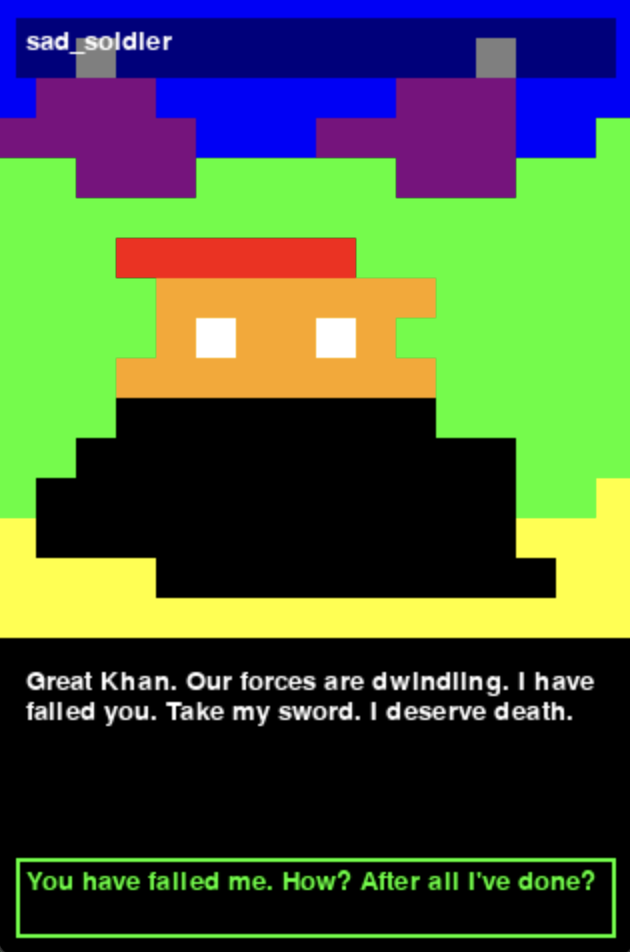 sad_soldier
Great Khan. Our forces are dwindling. I have
failed you. Take my sword. I deserve death.
You have failed me. How? After all I've done?